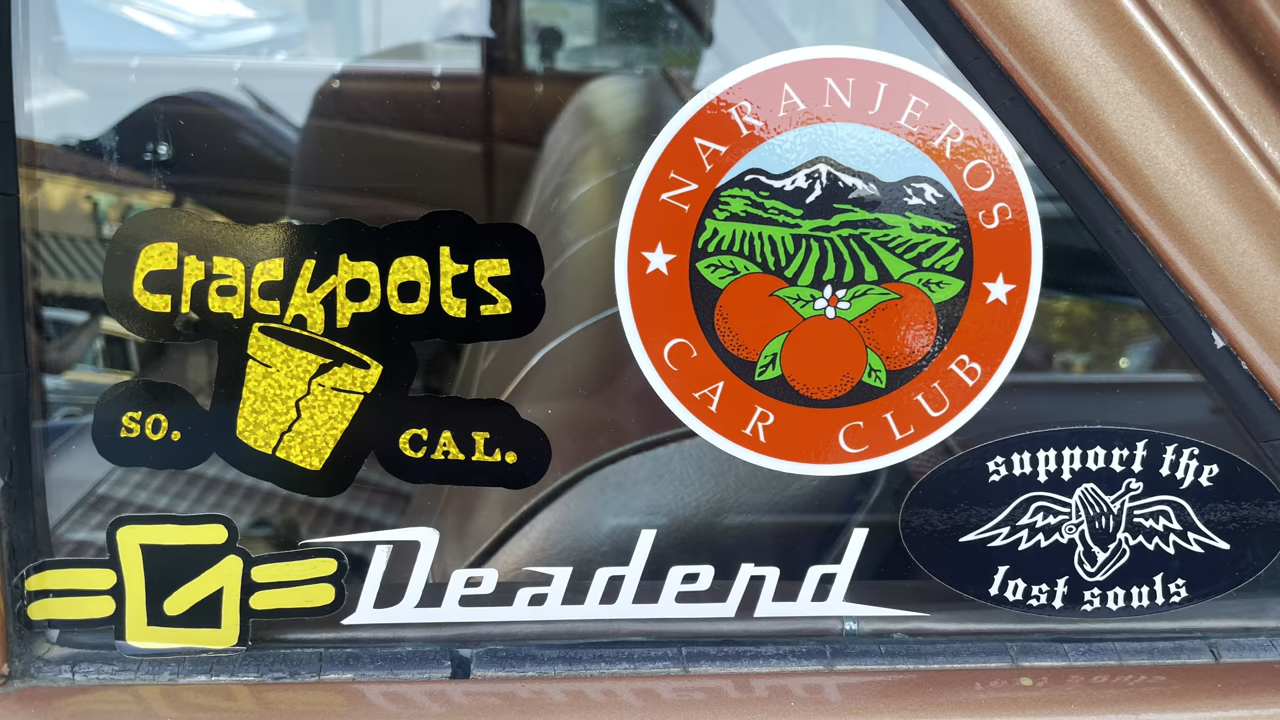 NARANJEROS
CAR CLUB
Crackpots
SO. CAL.
support the
lost souls
G
Deadend